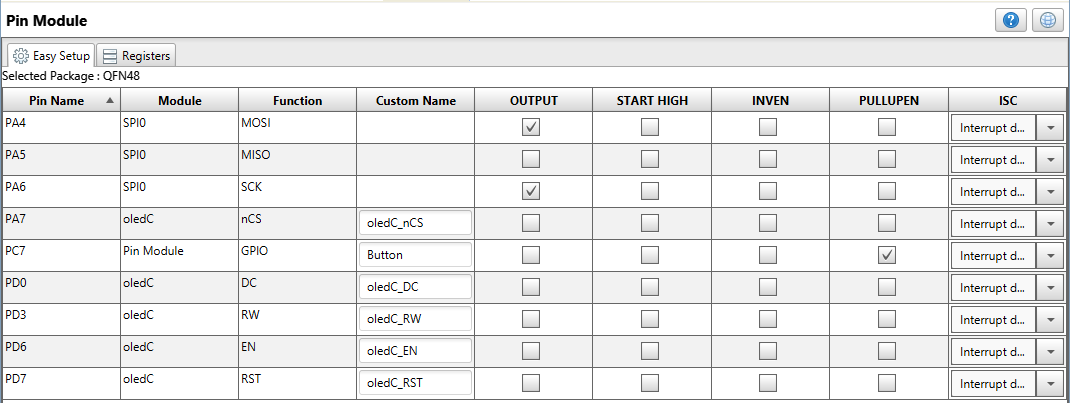 Pin Module
Easy Setup Registers
Selected Package : QFN48
Pin Name Module Function Custom Name OUTPUT START HIGH INVEN PULLUPEN ISC
PA4 SPI0 MOSI Interrupt d...
PA5 SPI0 MISO Interrupt d...
PA6 SPI0 SCK Interrupt d...
PA7 oledC nCS oledC_nCS Interrupt d...
PC7 Pin Module GPIO Button Interrupt d...
PD0 oledC DC oledC_DC Interrupt d...
PD3 oledC RW oledC_RW Interrupt d...
PD6 oledC EN oledC_EN Interrupt d...
PD7 oledC RST oledC_RST Interrupt d...